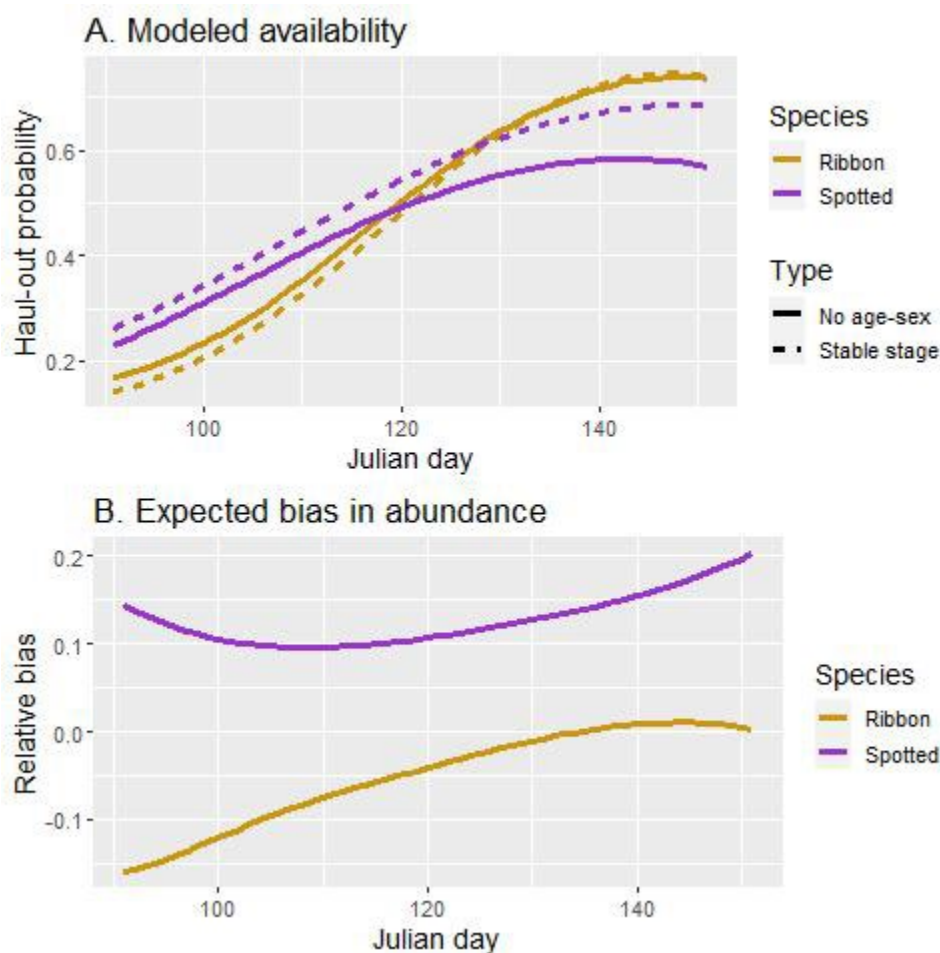 A. Modeled availability
Haul-out probability
0.6
0.4
0.2
100
120
140
Julian day
Species
Ribbon
Spotted
Type
No age-sex
Stable stage
B. Expected bias in abundance
Relative bias
0.2
0.1
0.0
-0.1
100
120
140
Julian day
Species
Ribbon
Spotted